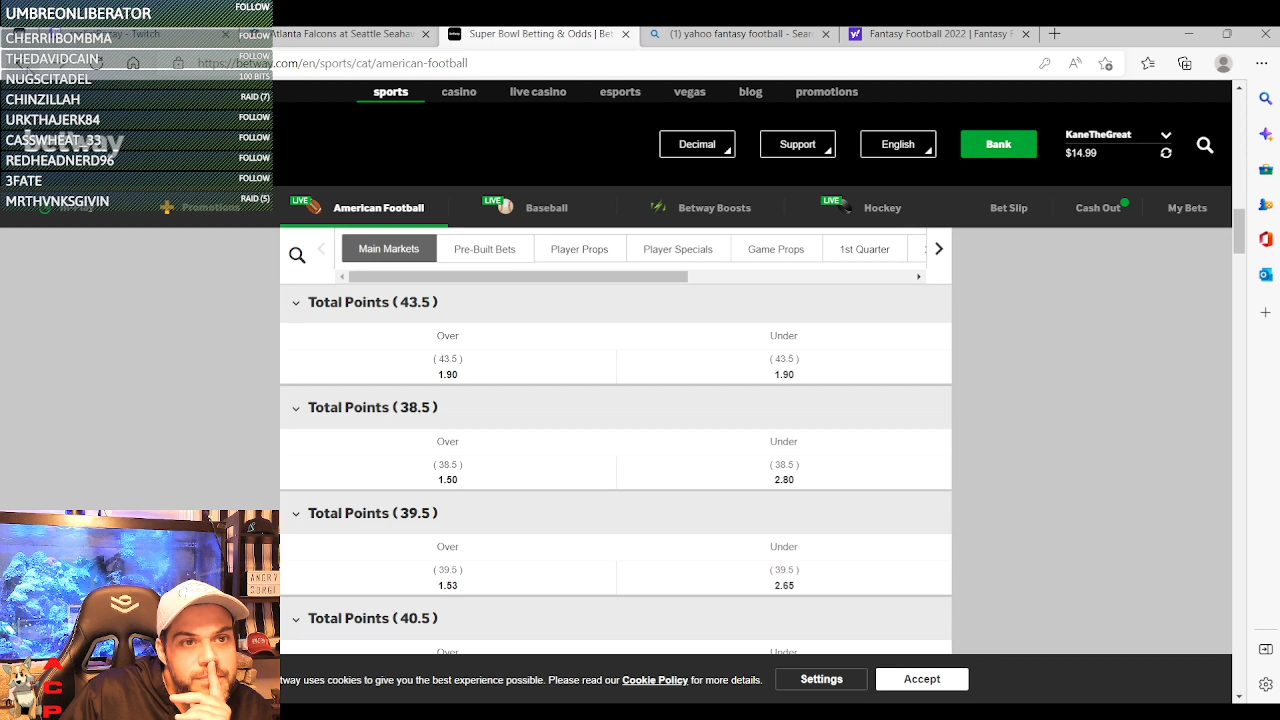 UMBREONLIBERATOR FOLLOW
CHERRIIBOMBMA FOLLOW
THEDAVIDCAIN FOLLOW
NUGSCITADEL 100 BITS
CHINZILLAH RAID (7)
URKTHAJERK84 FOLLOW
CASSWHEAT_33 FOLLOW
REDHEADNERD96 FOLLOW
3FATE FOLLOW
MRTHVNKSGIVIN RAID (5)
betway
Promotions
- Twitch
Atlanta Falcons at Seattle Seahaw
Super Bowl Betting & Odds | Bet
(1) yahoo fantasy football - Searc
Fantasy Football 2022 | Fantasy F
https://betway.com/en/sports/cat/american-football
sports casino live casino esports vegas blog promotions
Decimal Support English Bank KaneTheGreat
$14.99
LIVE American Football LIVE Baseball Betway Boosts LIVE Hockey Bet Slip Cash Out My Bets
Main Markets Pre-Built Bets Player Props Player Specials Game Props 1st Quarter
Total Points ( 43.5 )
Over Under
( 43.5 ) ( 43.5 )
1.90 1.90
Total Points ( 38.5 )
Over Under
( 38.5 ) ( 38.5 )
1.50 2.80
Total Points ( 39.5 )
Over Under
( 39.5 ) ( 39.5 )
1.53 2.65
Total Points ( 40.5 )
Over Under
tway uses cookies to give you the best experience possible. Please read our Cookie Policy for more details. Settings Accept
ANGRY
CORGI
A
C
P